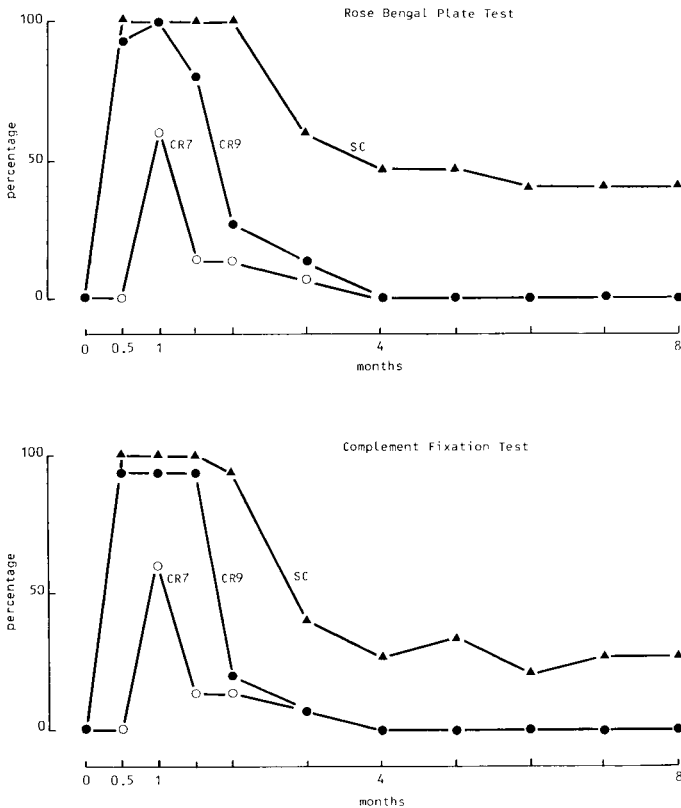 Rose Bengal Plate Test
100
50
0
percentage
CR7
CR9
SC
0 0.5 1 4 8
months
Complement Fixation Test
100
50
0
percentage
CR7
CR9
SC
0 0.5 1 4 8
months